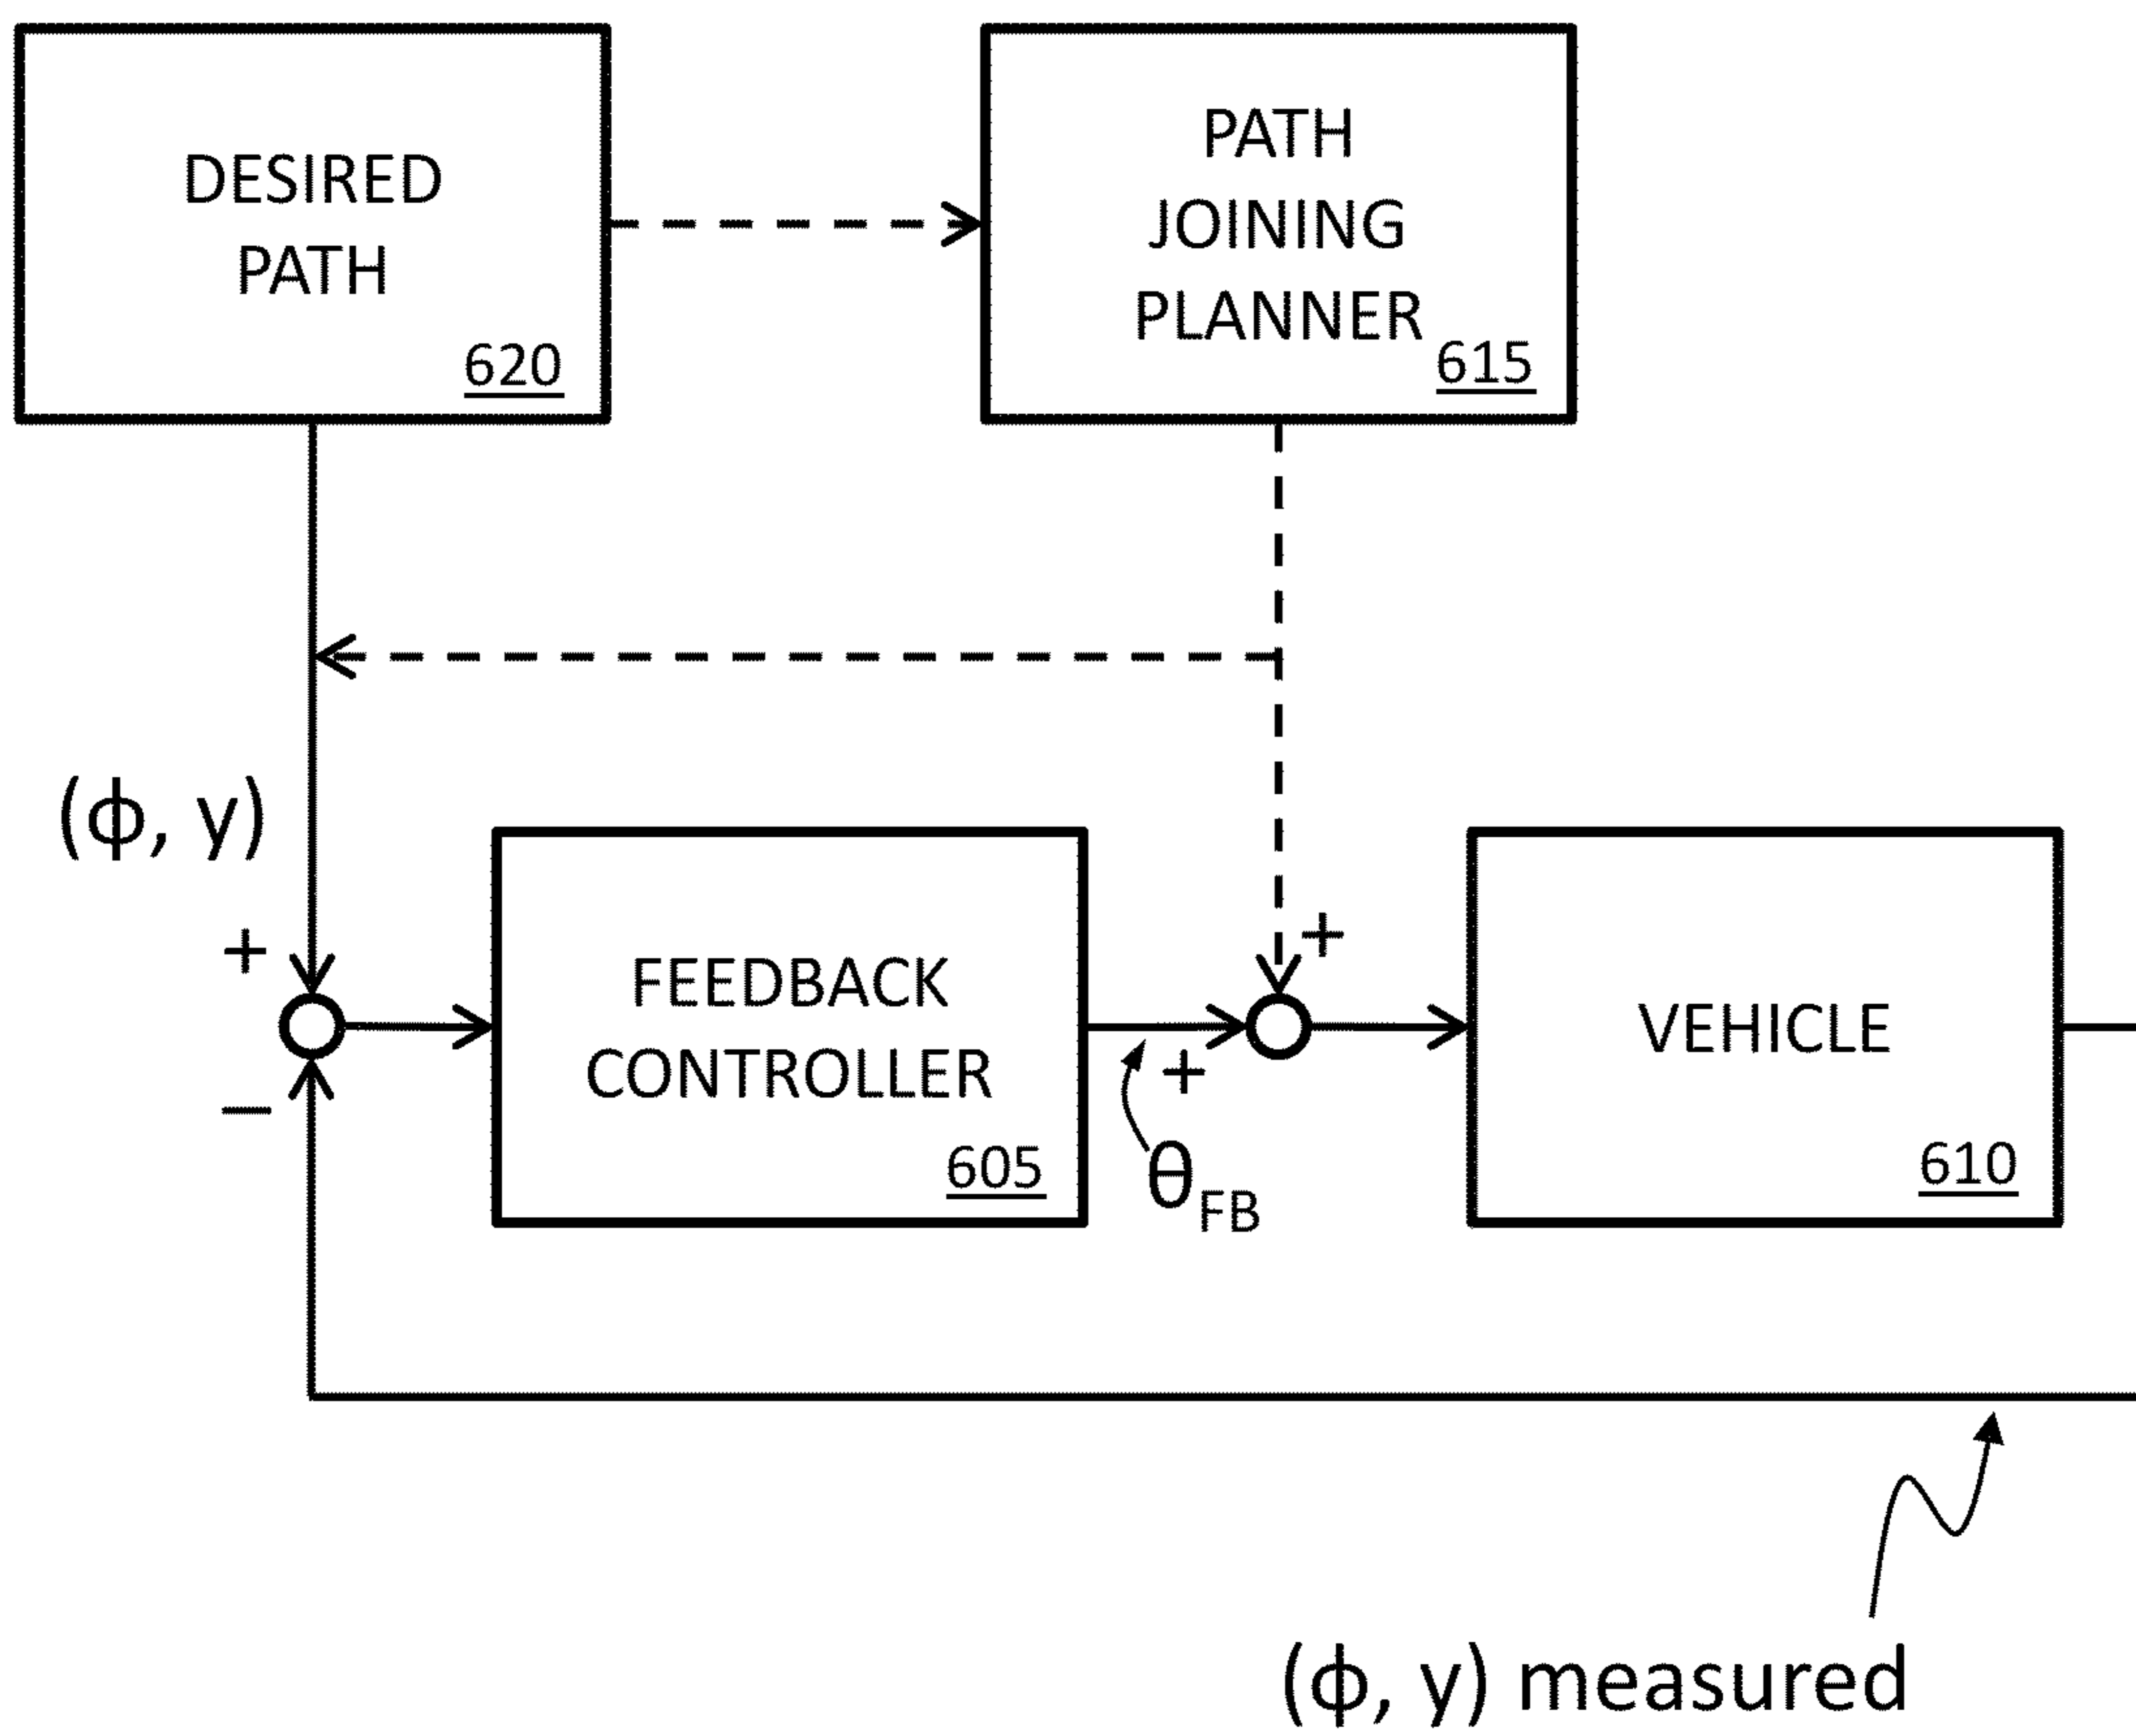 DESIRED
PATH
620
PATH
JOINING
PLANNER
615
(ϕ, y)
+
−
FEEDBACK
CONTROLLER
605
+
+
θFB
VEHICLE
610
(ϕ, y) measured